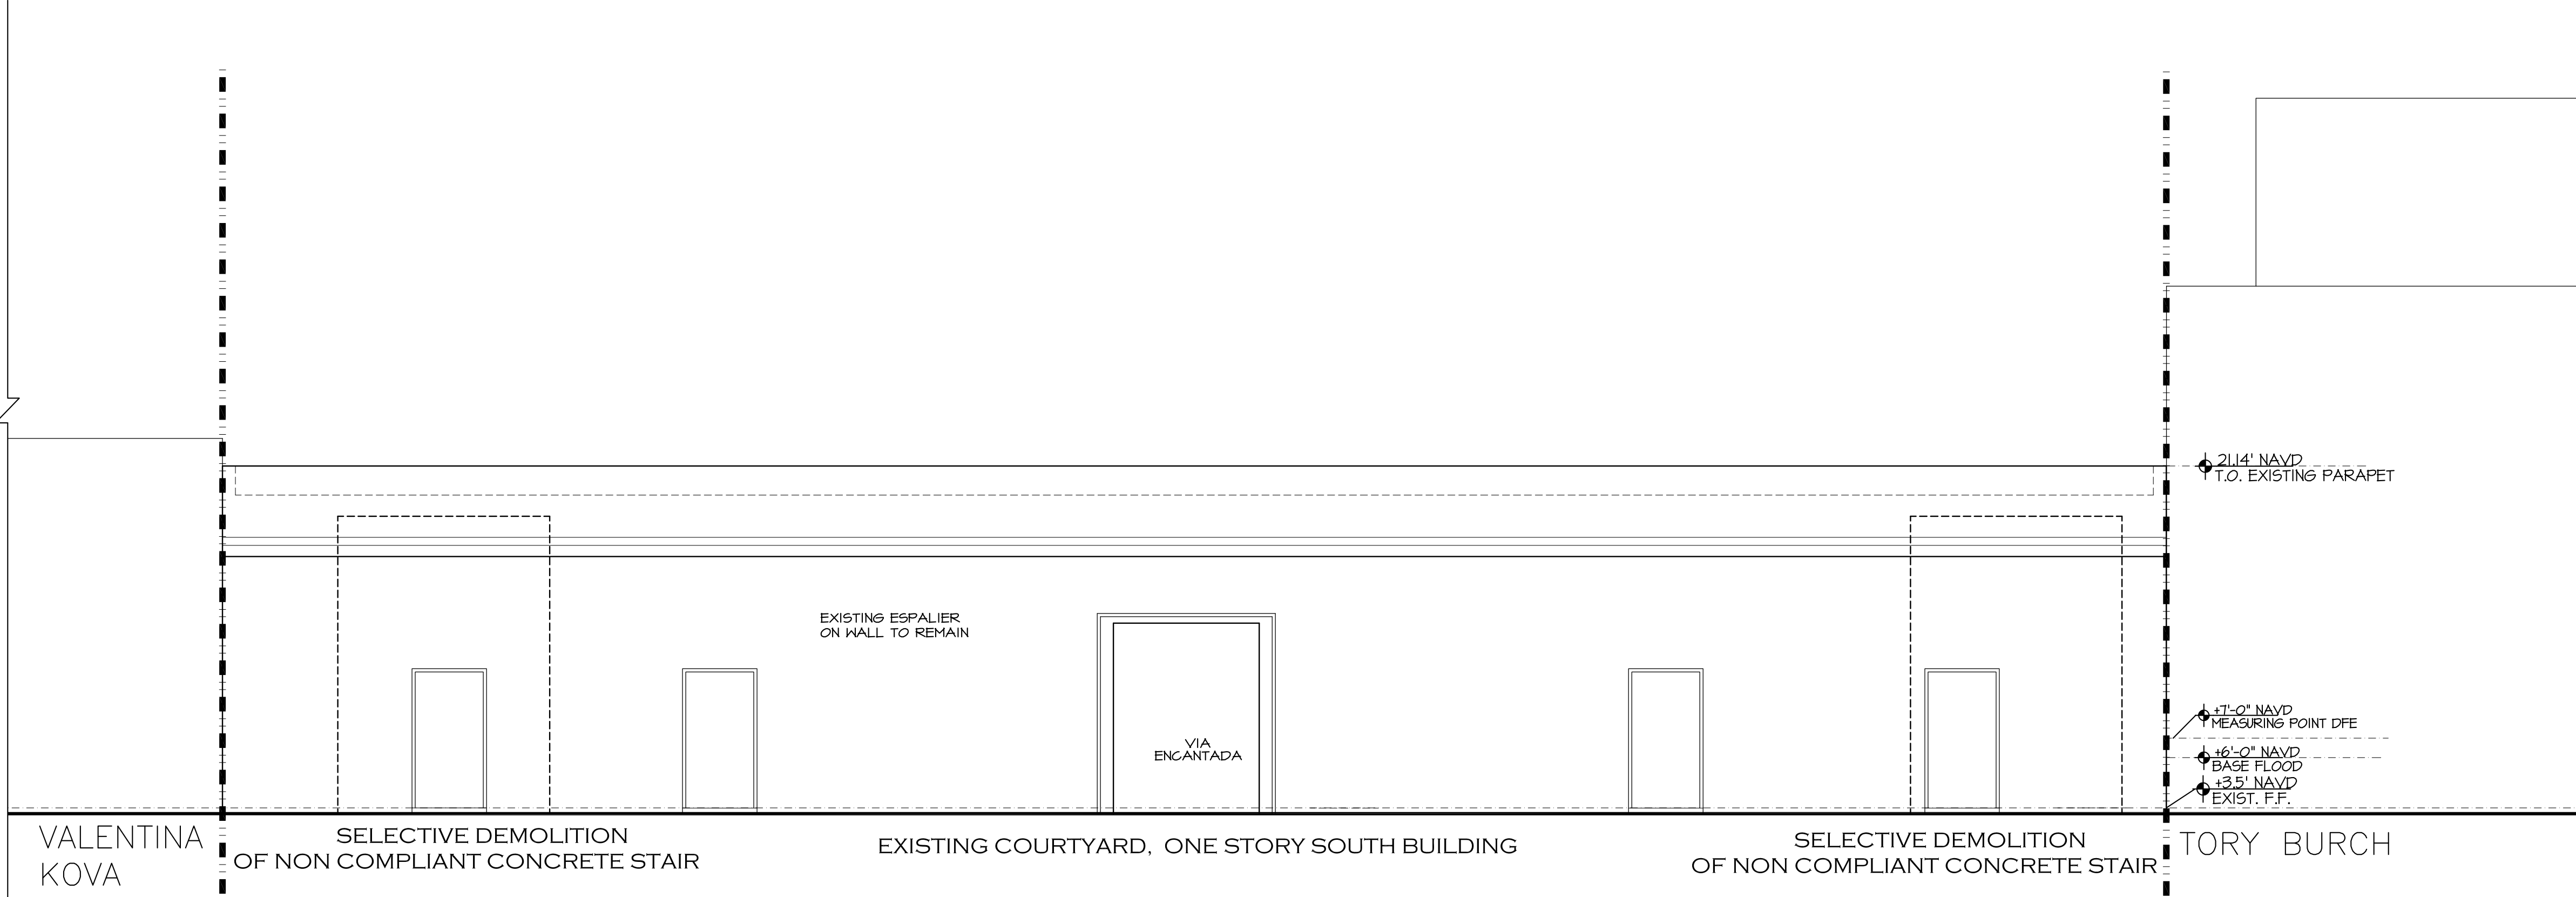 21.14' NAVD
T.O. EXISTING PARAPET
EXISTING ESPALIER
ON WALL TO REMAIN
VIA
ENCANTADA
+7'-0" NAVD
MEASURING POINT DFE
+6'-0" NAVD
BASE FLOOD
+3.5' NAVD
EXIST. F.F.
VALENTINA
KOVA
SELECTIVE DEMOLITION
OF NON COMPLIANT CONCRETE STAIR
EXISTING COURTYARD, ONE STORY SOUTH BUILDING
SELECTIVE DEMOLITION
OF NON COMPLIANT CONCRETE STAIR
TORY BURCH